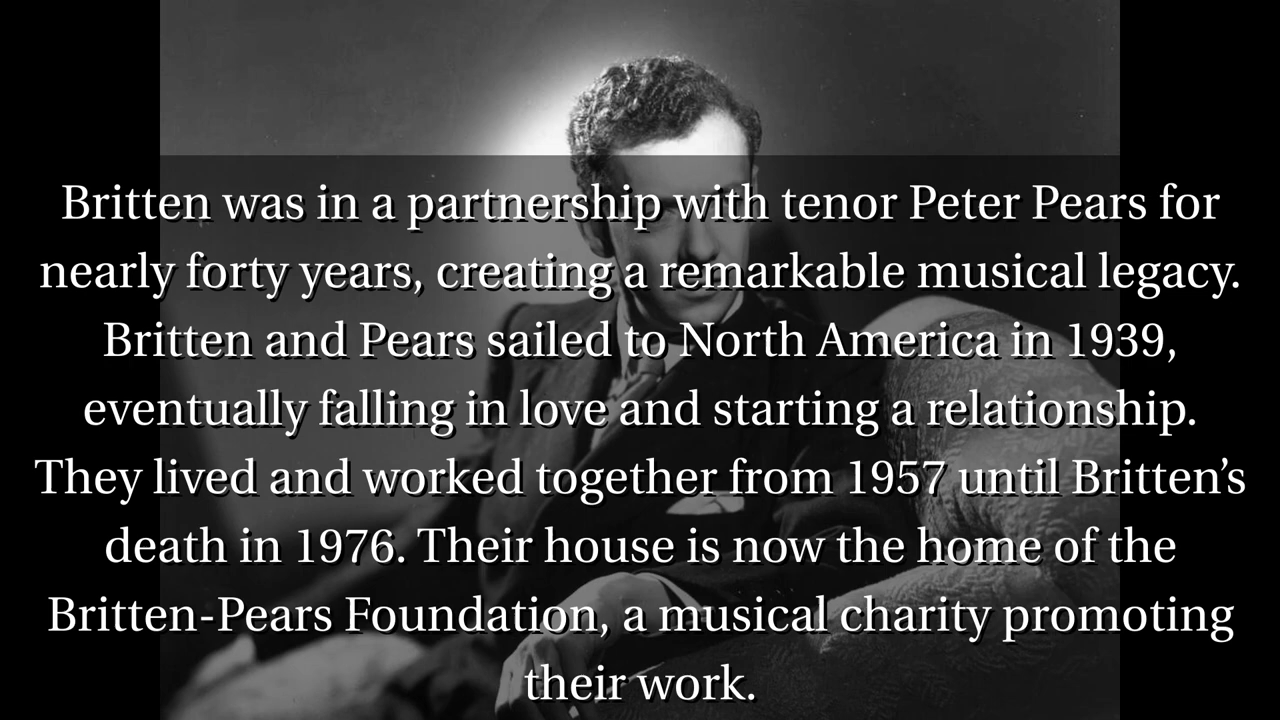 Britten was in a partnership with tenor Peter Pears for
nearly forty years, creating a remarkable musical legacy.
Britten and Pears sailed to North America in 1939,
eventually falling in love and starting a relationship.
They lived and worked together from 1957 until Britten’s
death in 1976. Their house is now the home of the
Britten-Pears Foundation, a musical charity promoting
their work.